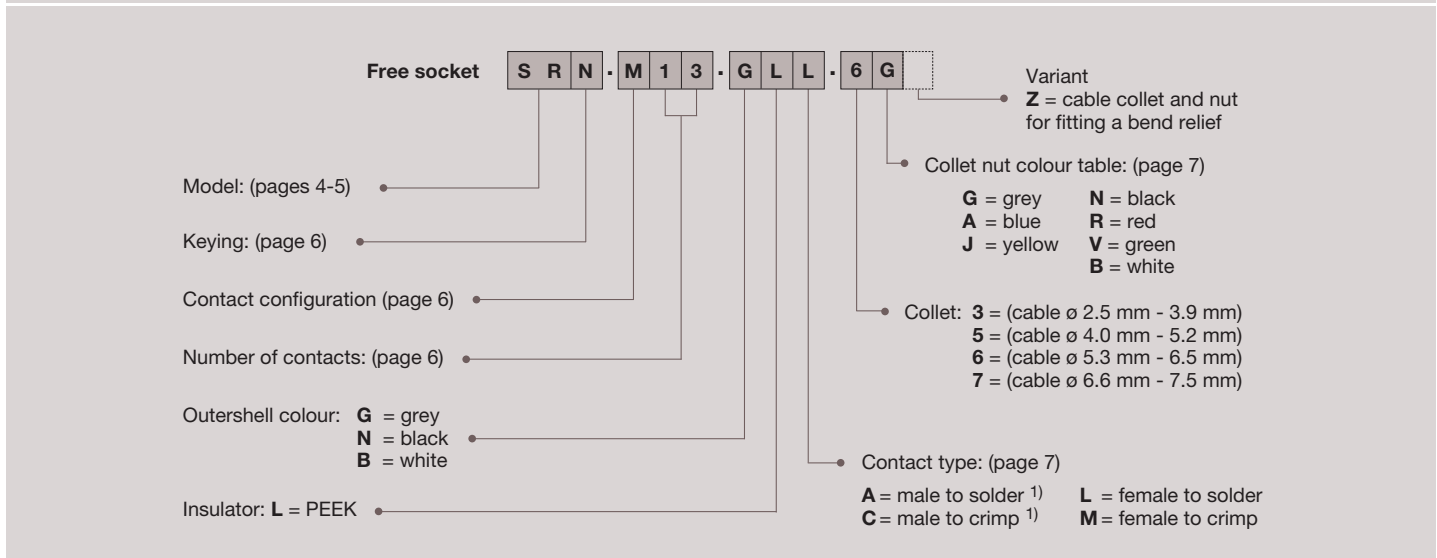 Free socket S R N . M 1 3 . G L L . 6 G
Variant
Z = cable collet and nut
for fitting a bend relief
Collet nut colour table: (page 7)
G = grey N = black
A = blue R = red
J = yellow V = green
B = white
Model: (pages 4-5)
Keying: (page 6)
Contact configuration (page 6)
Number of contacts: (page 6)
Collet: 3 = (cable ø 2.5 mm - 3.9 mm)
5 = (cable ø 4.0 mm - 5.2 mm)
6 = (cable ø 5.3 mm - 6.5 mm)
7 = (cable ø 6.6 mm - 7.5 mm)
Outershell colour: G = grey
N = black
B = white
Insulator: L = PEEK
Contact type: (page 7)
A = male to solder 1) L = female to solder
C = male to crimp 1) M = female to crimp